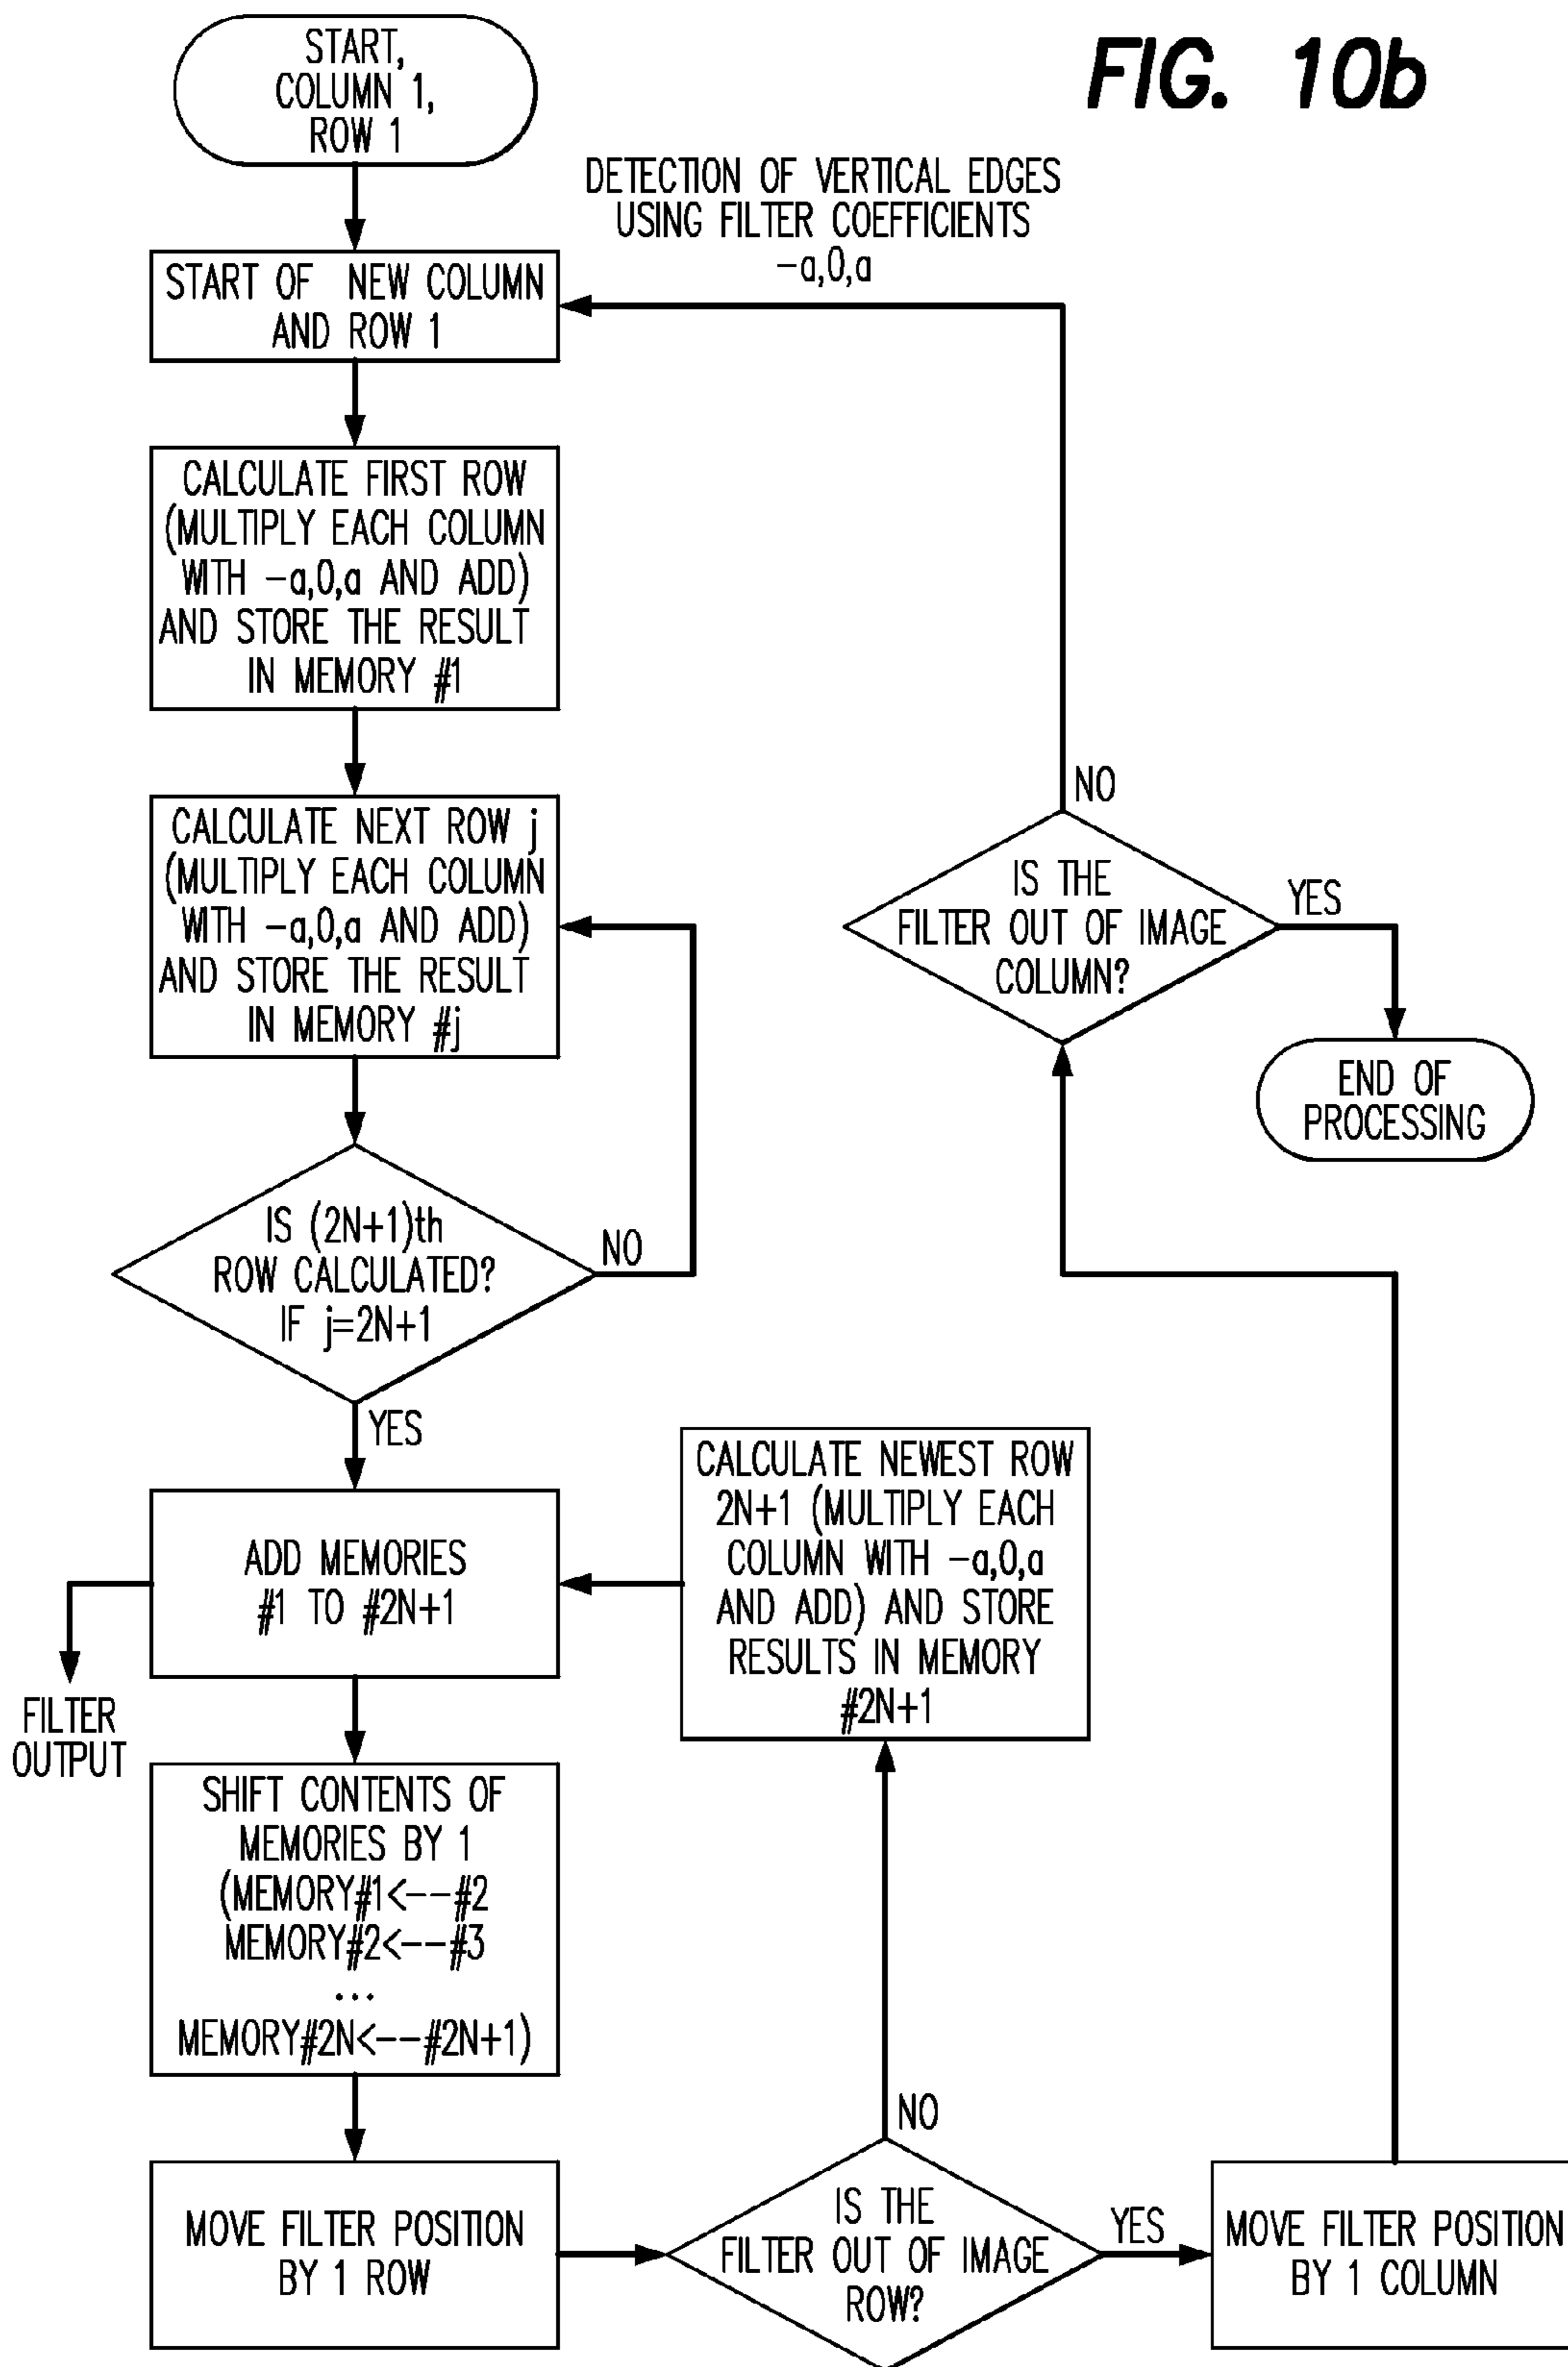 FIG. 10b
START,
COLUMN 1,
ROW 1
DETECTION OF VERTICAL EDGES
USING FILTER COEFFICIENTS
-a,0,a
START OF NEW COLUMN
AND ROW 1
CALCULATE FIRST ROW
(MULTIPLY EACH COLUMN
WITH -a,0,a AND ADD)
AND STORE THE RESULT
IN MEMORY #1
CALCULATE NEXT ROW j
(MULTIPLY EACH COLUMN
WITH -a,0,a AND ADD)
AND STORE THE RESULT
IN MEMORY #j
NO
IS THE
FILTER OUT OF IMAGE
COLUMN?
YES
END OF
PROCESSING
IS (2N+1)th
ROW CALCULATED?
IF j=2N+1
NO
YES
ADD MEMORIES
#1 TO #2N+1
CALCULATE NEWEST ROW
2N+1 (MULTIPLY EACH
COLUMN WITH -a,0,a
AND ADD) AND STORE
RESULTS IN MEMORY
#2N+1
FILTER
OUTPUT
SHIFT CONTENTS OF
MEMORIES BY 1
(MEMORY#1<--#2
MEMORY#2<--#3
...
MEMORY#2N<--#2N+1)
MOVE FILTER POSITION
BY 1 ROW
NO
IS THE
FILTER OUT OF IMAGE
ROW?
YES
MOVE FILTER POSITION
BY 1 COLUMN